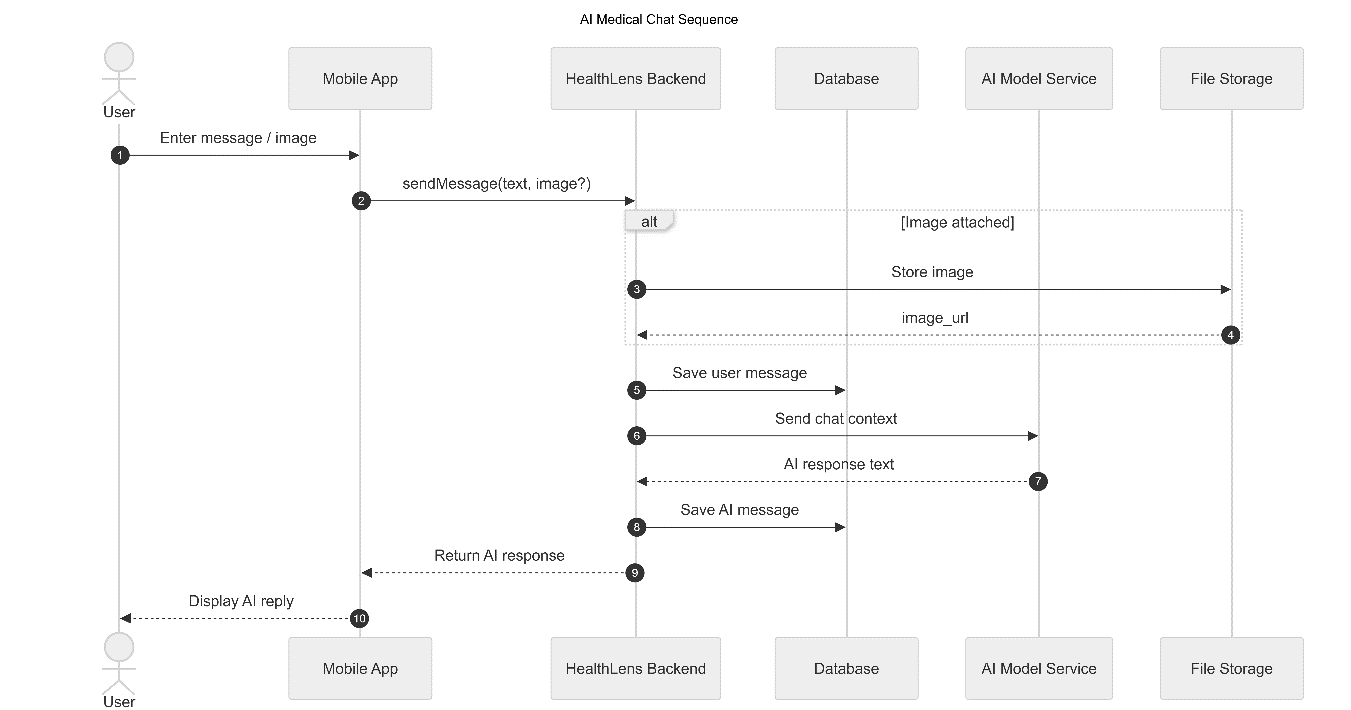 AI Medical Chat Sequence
User
Mobile App
HealthLens Backend
Database
AI Model Service
File Storage
Enter message / image
1
sendMessage(text, image?)
2
alt
[Image attached]
Store image
3
image_url
4
Save user message
5
Send chat context
6
AI response text
7
Save AI message
8
Return AI response
9
Display AI reply
10
User
Mobile App
HealthLens Backend
Database
AI Model Service
File Storage